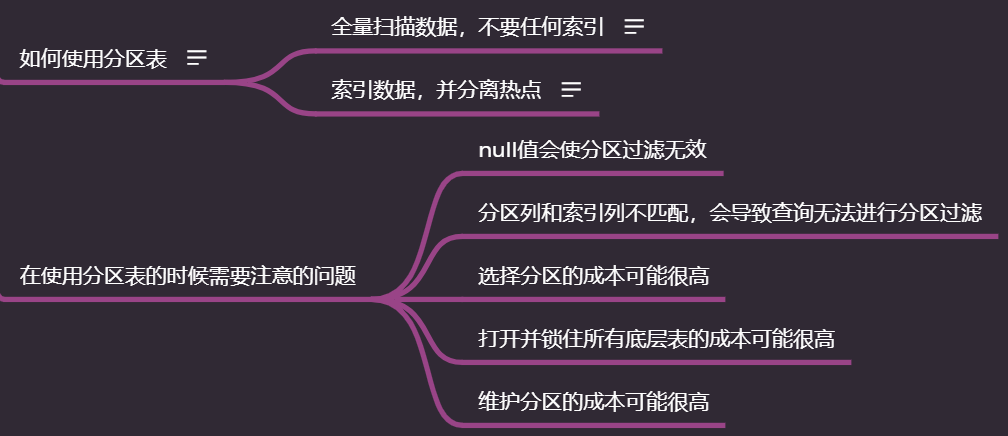 如何使用分区表
全量扫描数据，不要任何索引
索引数据，并分离热点
在使用分区表的时候需要注意的问题
null值会使分区过滤无效
分区列和索引列不匹配，会导致查询无法进行分区过滤
选择分区的成本可能很高
打开并锁住所有底层表的成本可能很高
维护分区的成本可能很高